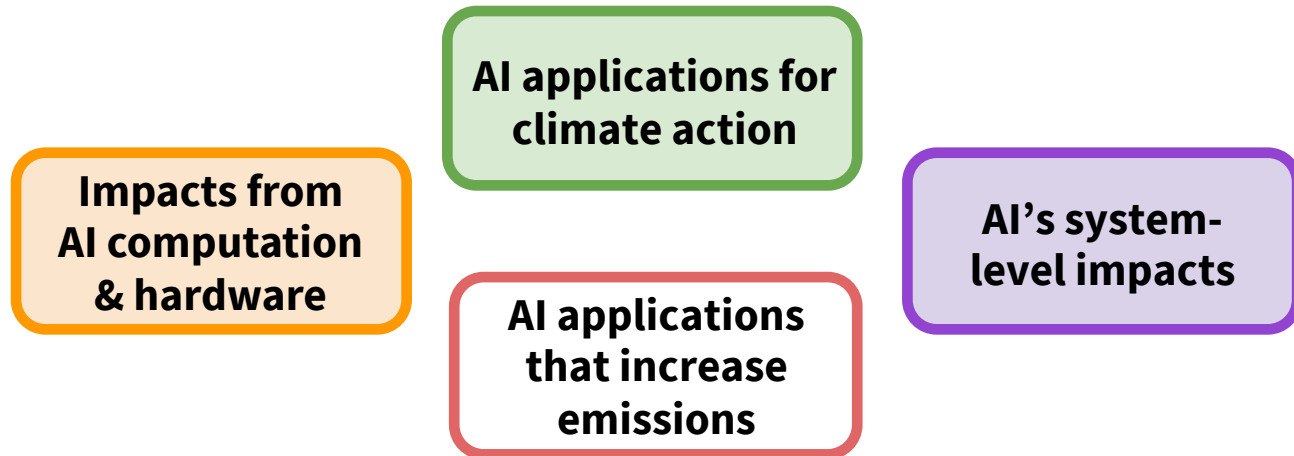 AI applications for
climate action
Impacts from
AI computation
& hardware
AI’s system-
level impacts
AI applications
that increase
emissions